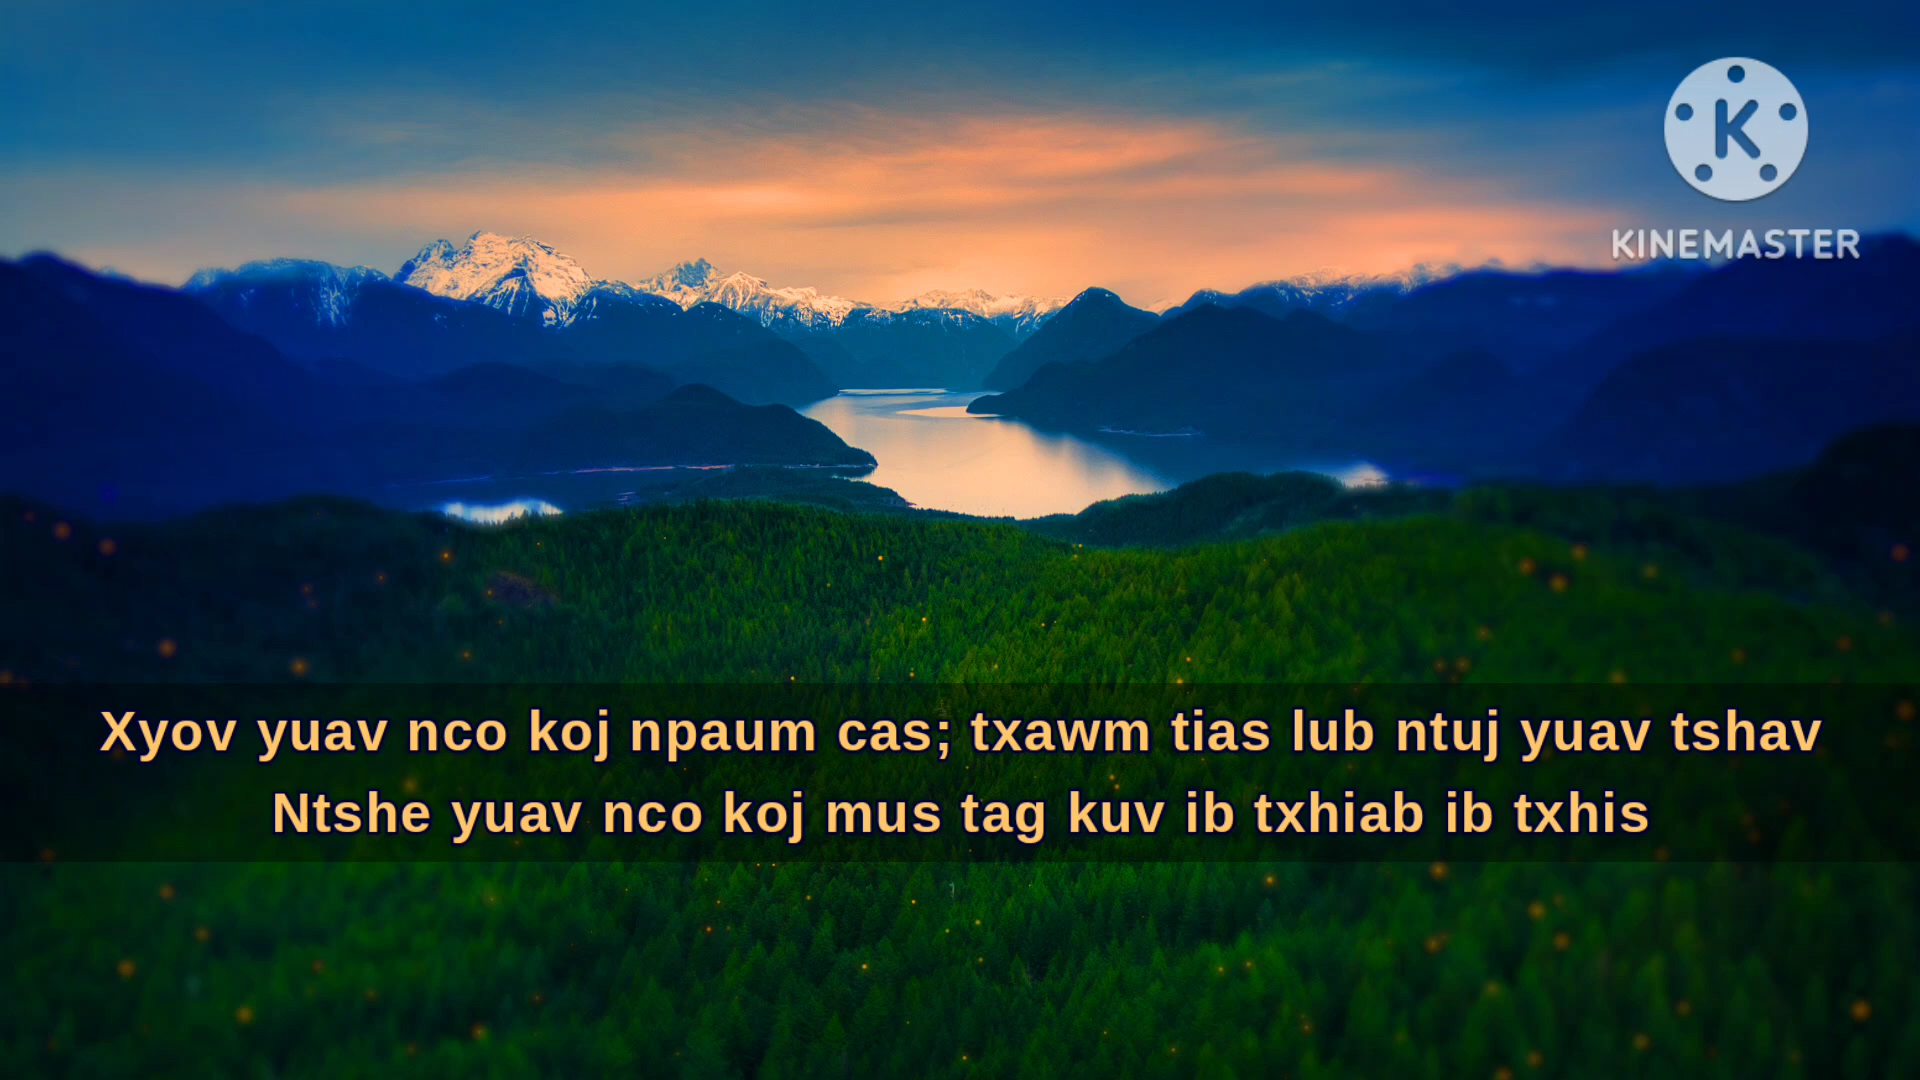 K
KINEMASTER
Xyov yuav nco koj npaum cas; txawm tias lub ntuj yuav tshav
Ntshe yuav nco koj mus tag kuv ib txhiab ib txhis